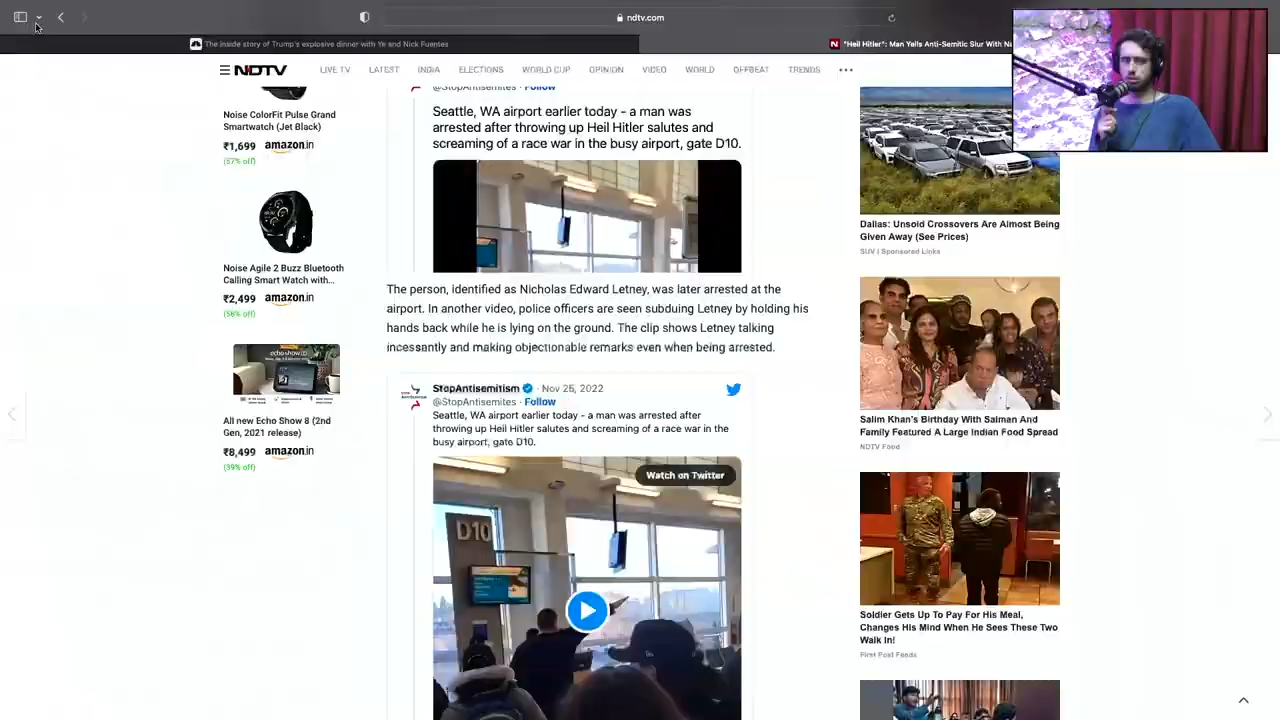 ndtv.com
The inside story of Trump's explosive dinner with Ye and Nick Fuentes
N "Heil Hitler": Man Yells Anti-Semitic Slur With Na
NDTV
LIVE TV LATEST INDIA ELECTIONS WORLD CUP OPINION VIDEO WORLD OFFBEAT TRENDS
@StopAntisemites · Follow
Seattle, WA airport earlier today - a man was
arrested after throwing up Heil Hitler salutes and
screaming of a race war in the busy airport, gate D10.
The person, identified as Nicholas Edward Letney, was later arrested at the
airport. In another video, police officers are seen subduing Letney by holding his
hands back while he is lying on the ground. The clip shows Letney talking
incessantly and making objectionable remarks even when being arrested.
StopAntisemitism · Nov 25, 2022
@StopAntisemites · Follow
Seattle, WA airport earlier today - a man was arrested after
throwing up Heil Hitler salutes and screaming of a race war in the
busy airport, gate D10.
Watch on Twitter
D10
Noise ColorFit Pulse Grand
Smartwatch (Jet Black)
₹1,699 amazon.in
(57% off)
Noise Agile 2 Buzz Bluetooth
Calling Smart Watch with...
₹2,499 amazon.in
(56% off)
echo show
All new Echo Show 8 (2nd
Gen, 2021 release)
₹8,499 amazon.in
(39% off)
Dallas: Unsold Crossovers Are Almost Being
Given Away (See Prices)
SUV | Sponsored Links
Salim Khan's Birthday With Salman And
Family Featured A Large Indian Food Spread
NDTV Food
Soldier Gets Up To Pay For His Meal,
Changes His Mind When He Sees These Two
Walk In!
First Post Feeds